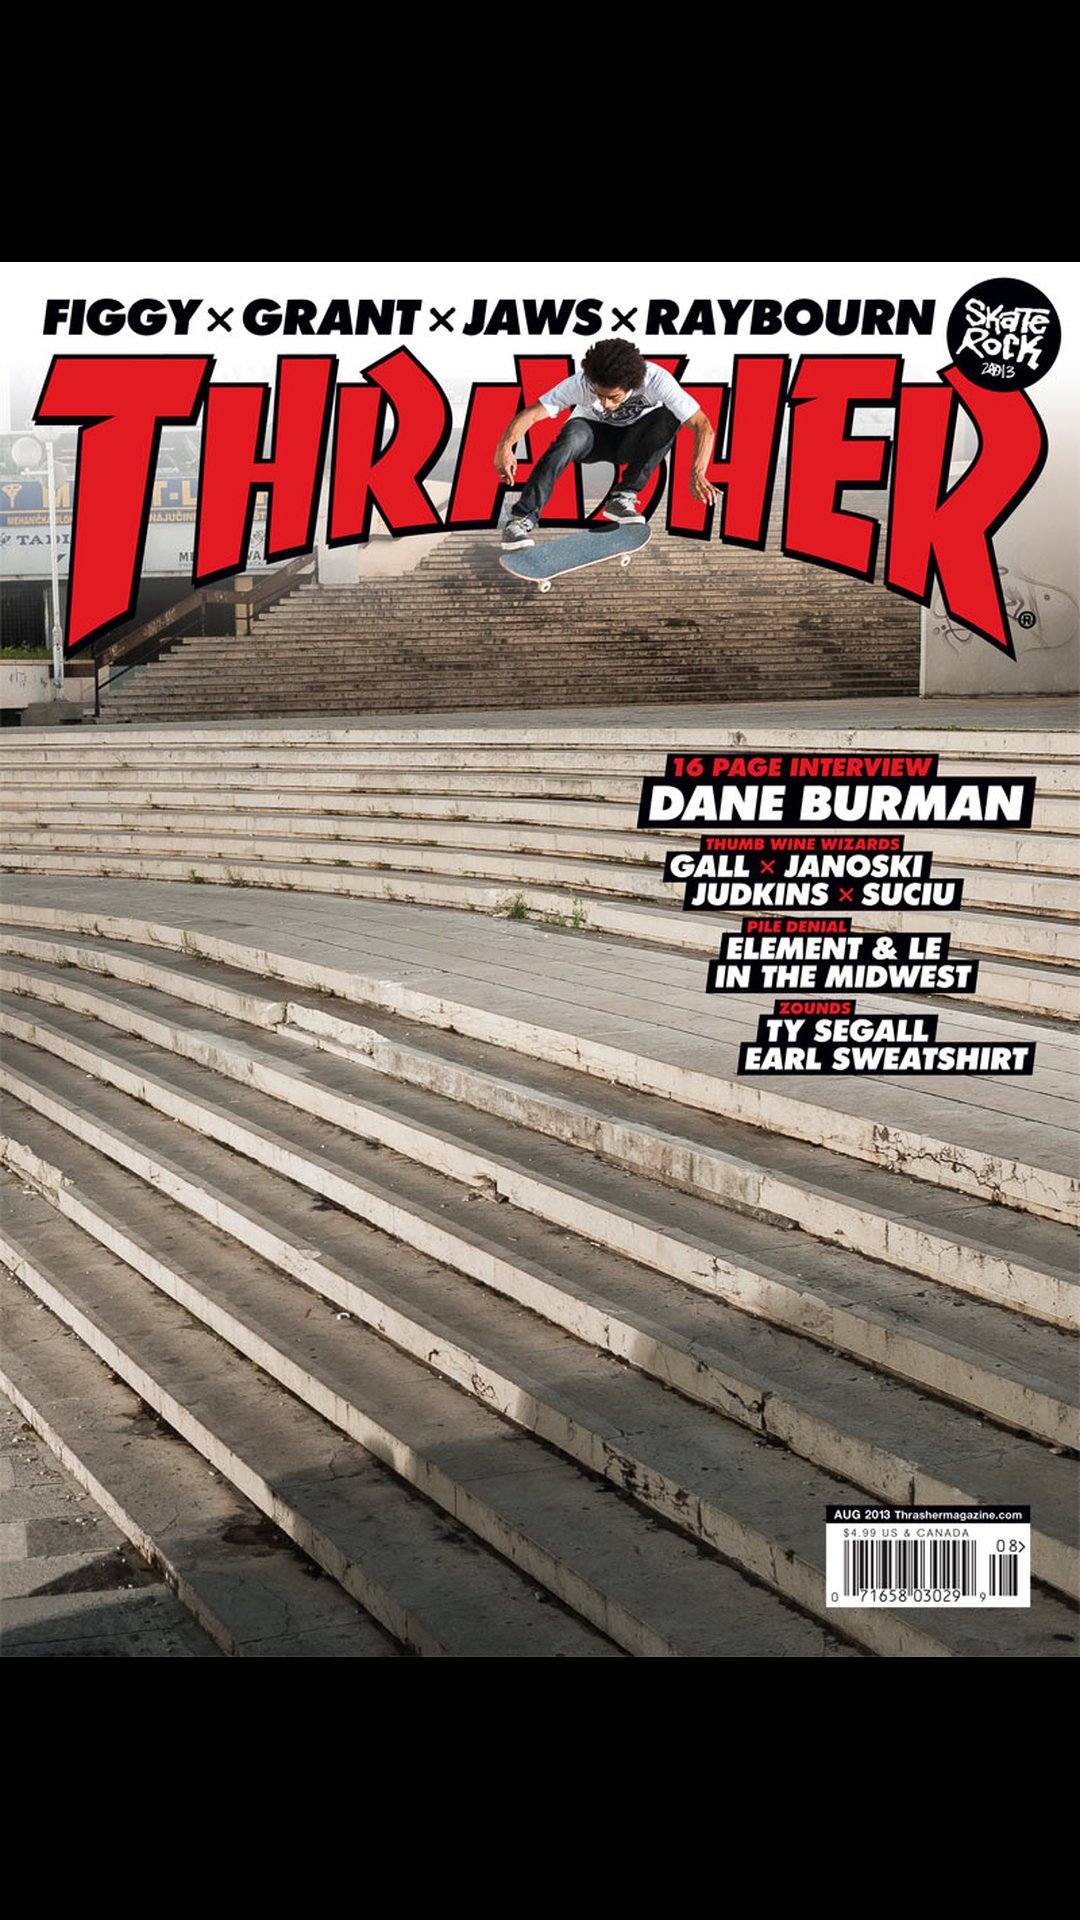 FIGGY × GRANT × JAWS × RAYBOURN
SKATE
ROCK
2013
THRASHER®
TADI
16 PAGE INTERVIEW
DANE BURMAN
THUMB WINE WIZARDS
GALL × JANOSKI
JUDKINS × SUCIU
PILE DENIAL
ELEMENT & LE
IN THE MIDWEST
ZOUNDS
TY SEGALL
EARL SWEATSHIRT
AUG 2013 Thrashermagazine.com
$4.99 US & CANADA
08>
0 71658 03029 9